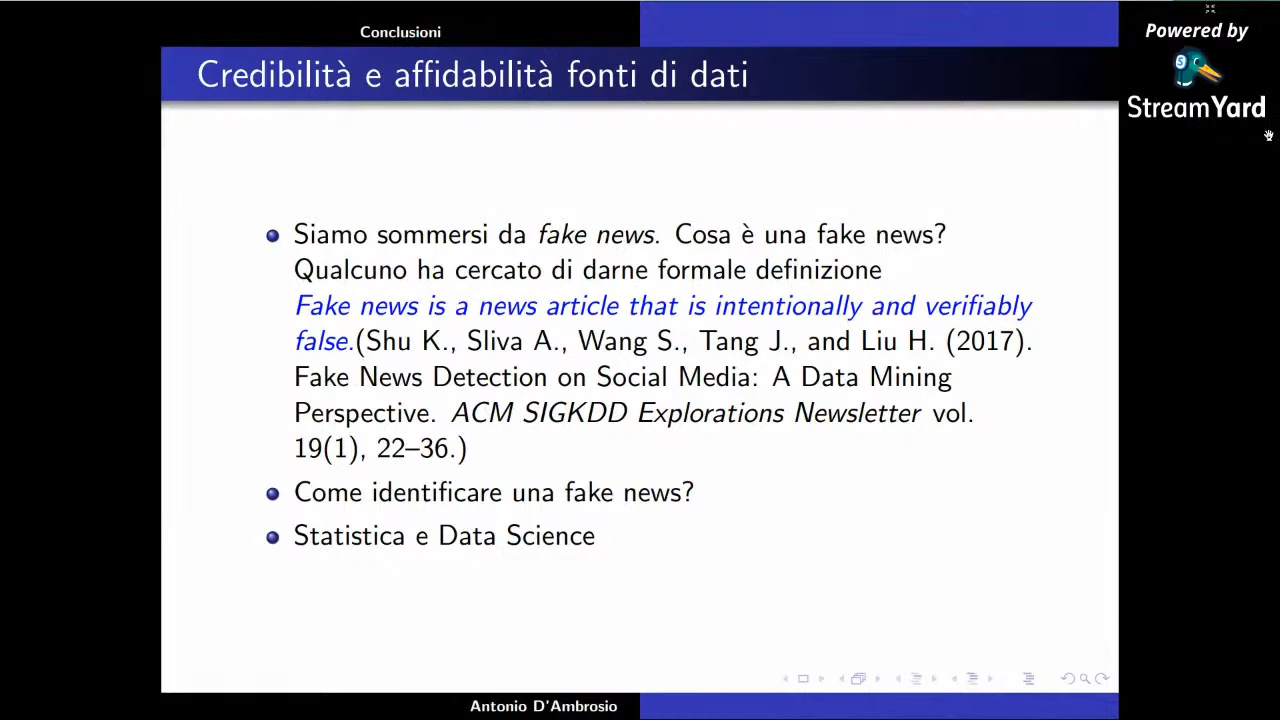 Conclusioni
Powered by
StreamYard
Credibilità e affidabilità fonti di dati
Siamo sommersi da fake news. Cosa è una fake news?
Qualcuno ha cercato di darne formale definizione
Fake news is a news article that is intentionally and verifiably
false.(Shu K., Sliva A., Wang S., Tang J., and Liu H. (2017).
Fake News Detection on Social Media: A Data Mining
Perspective. ACM SIGKDD Explorations Newsletter vol.
19(1), 22–36.)
Come identificare una fake news?
Statistica e Data Science
Antonio D'Ambrosio